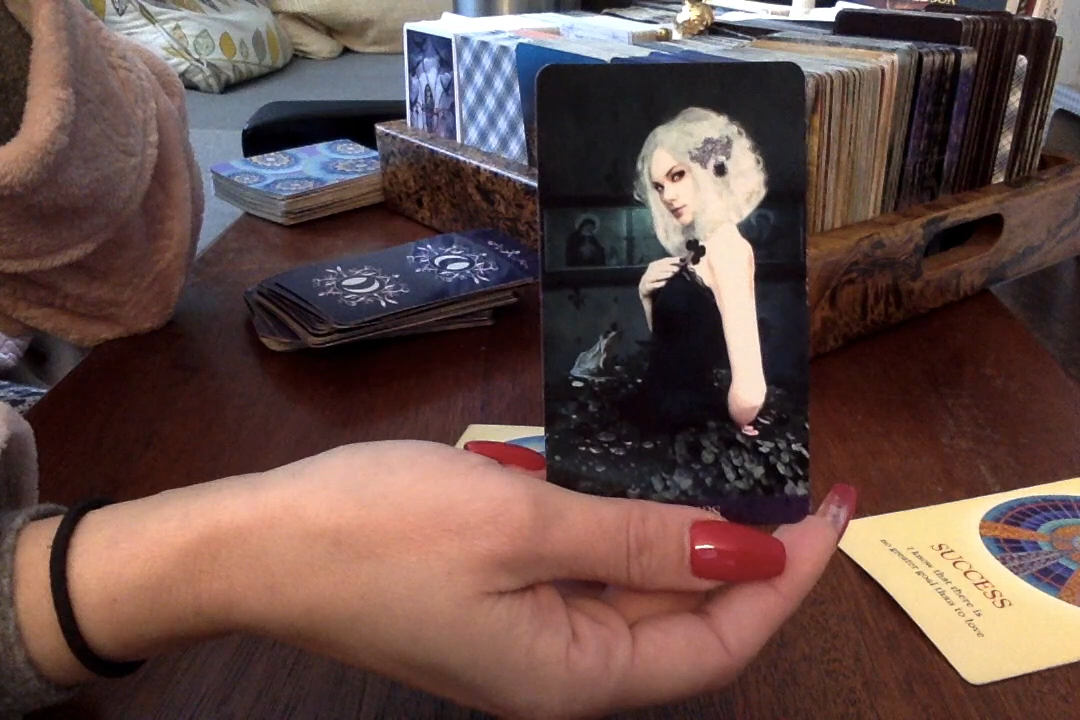 SUCCESS
I know that there is
no greater goal than to love